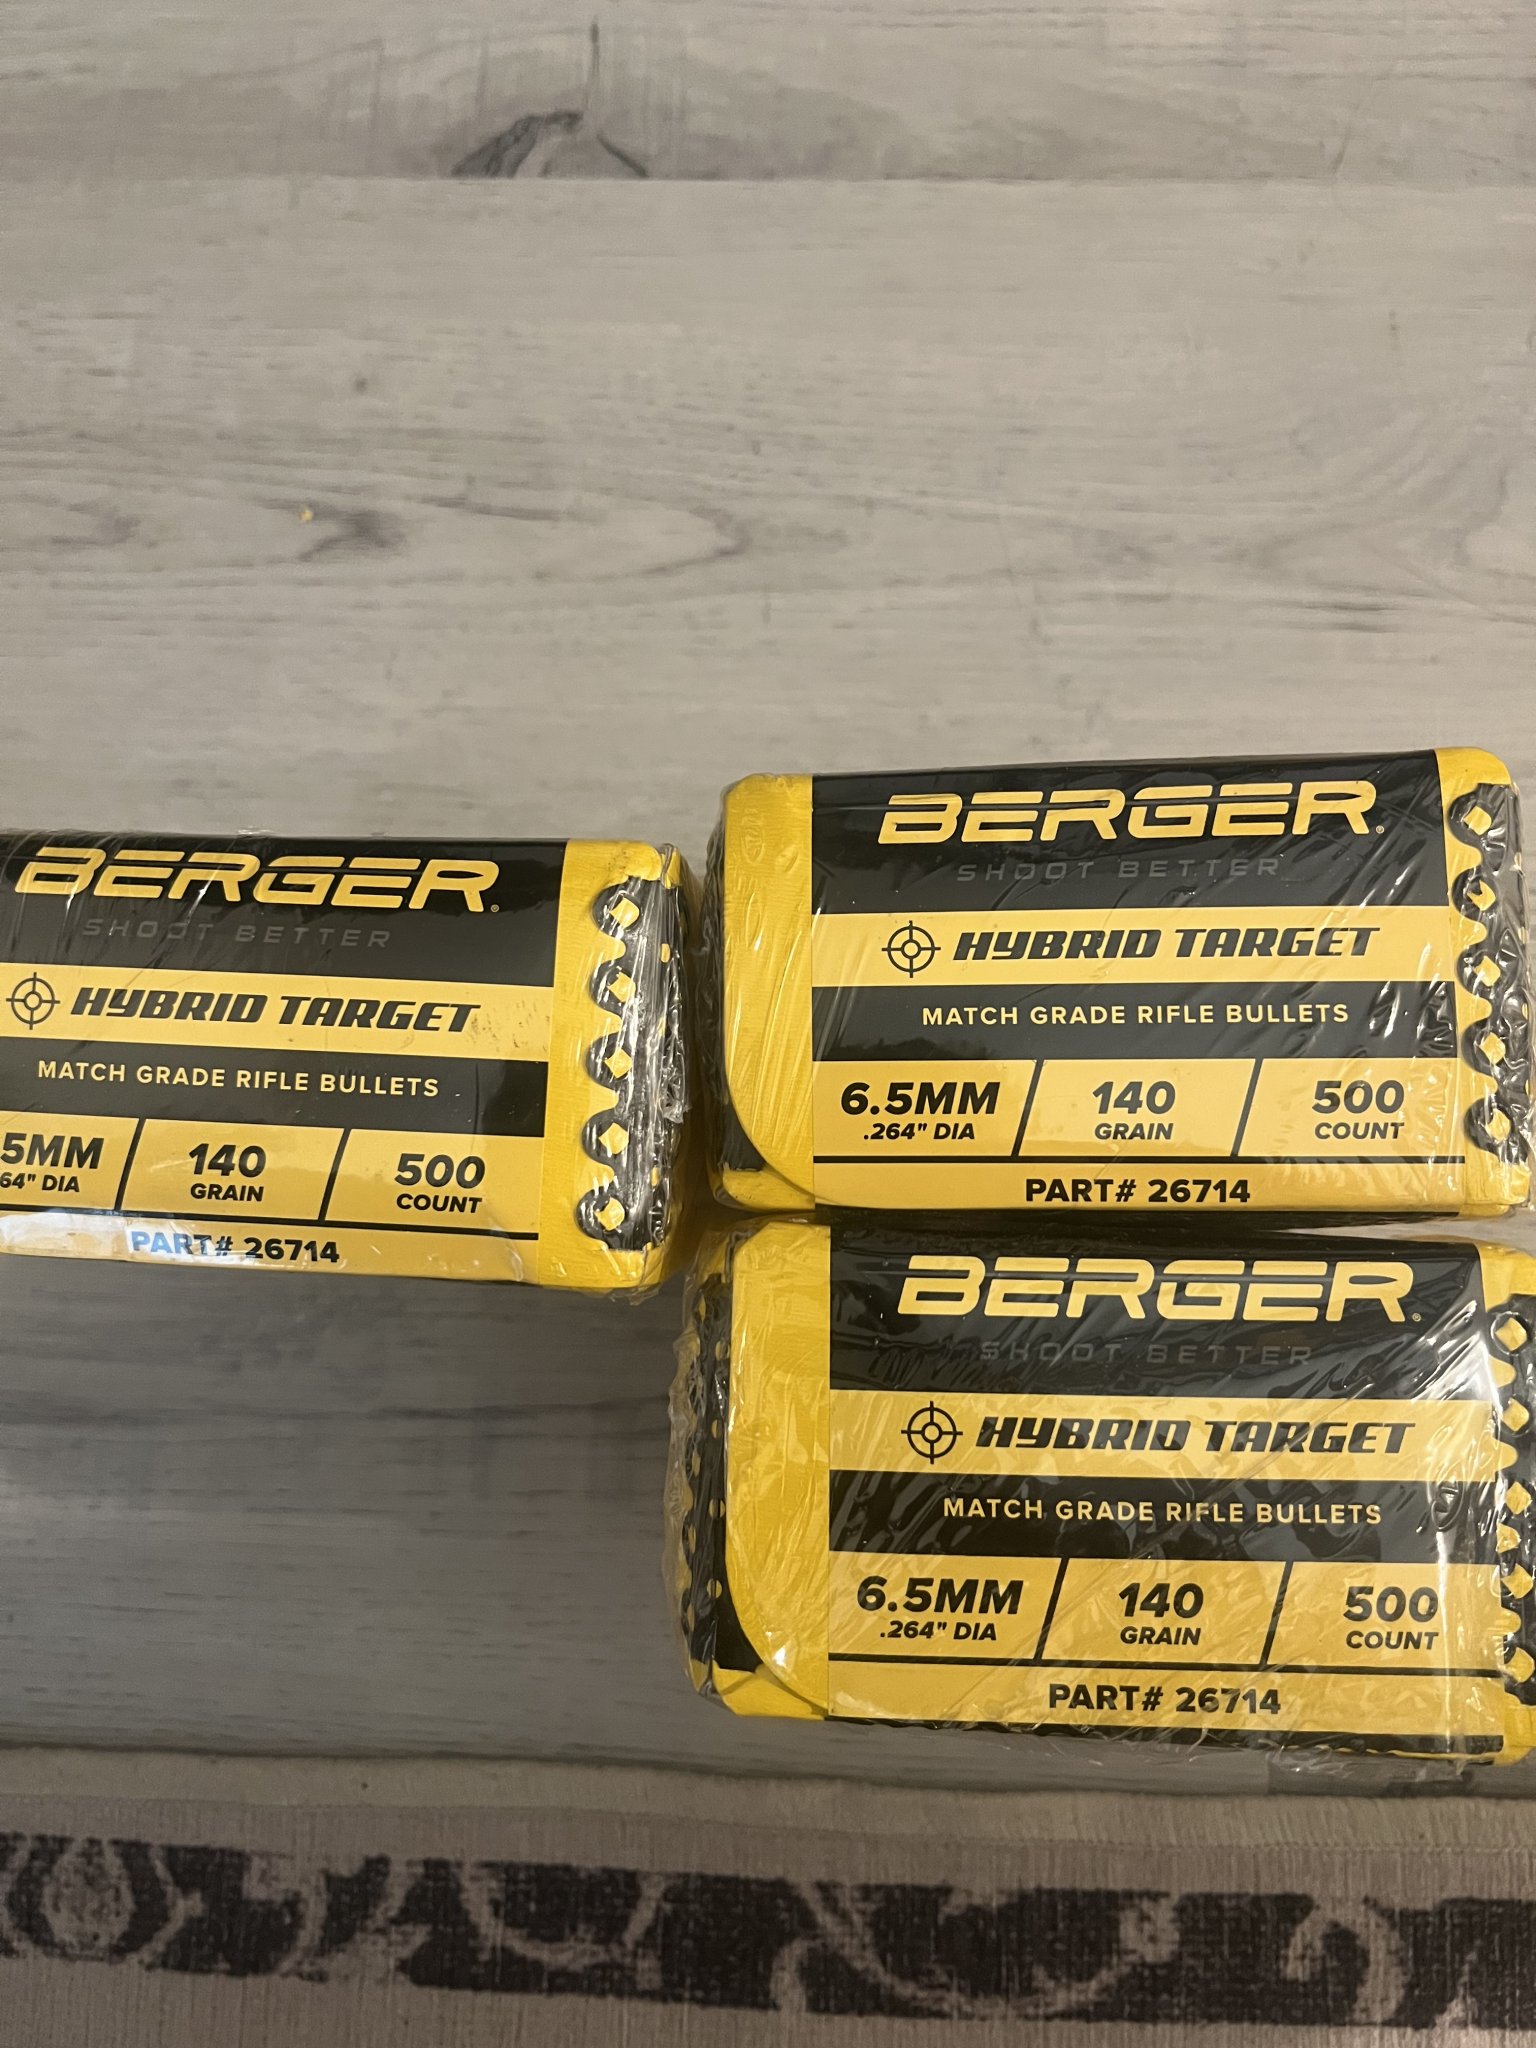 BERGER®
SHOOT BETTER
HYBRID TARGET
MATCH GRADE RIFLE BULLETS
5MM 140 500
64" DIA GRAIN COUNT
PART# 26714
BERGER®
SHOOT BETTER
HYBRID TARGET
MATCH GRADE RIFLE BULLETS
6.5MM 140 500
.264" DIA GRAIN COUNT
PART# 26714
BERGER®
SHOOT BETTER
HYBRID TARGET
MATCH GRADE RIFLE BULLETS
6.5MM 140 500
.264" DIA GRAIN COUNT
PART# 26714